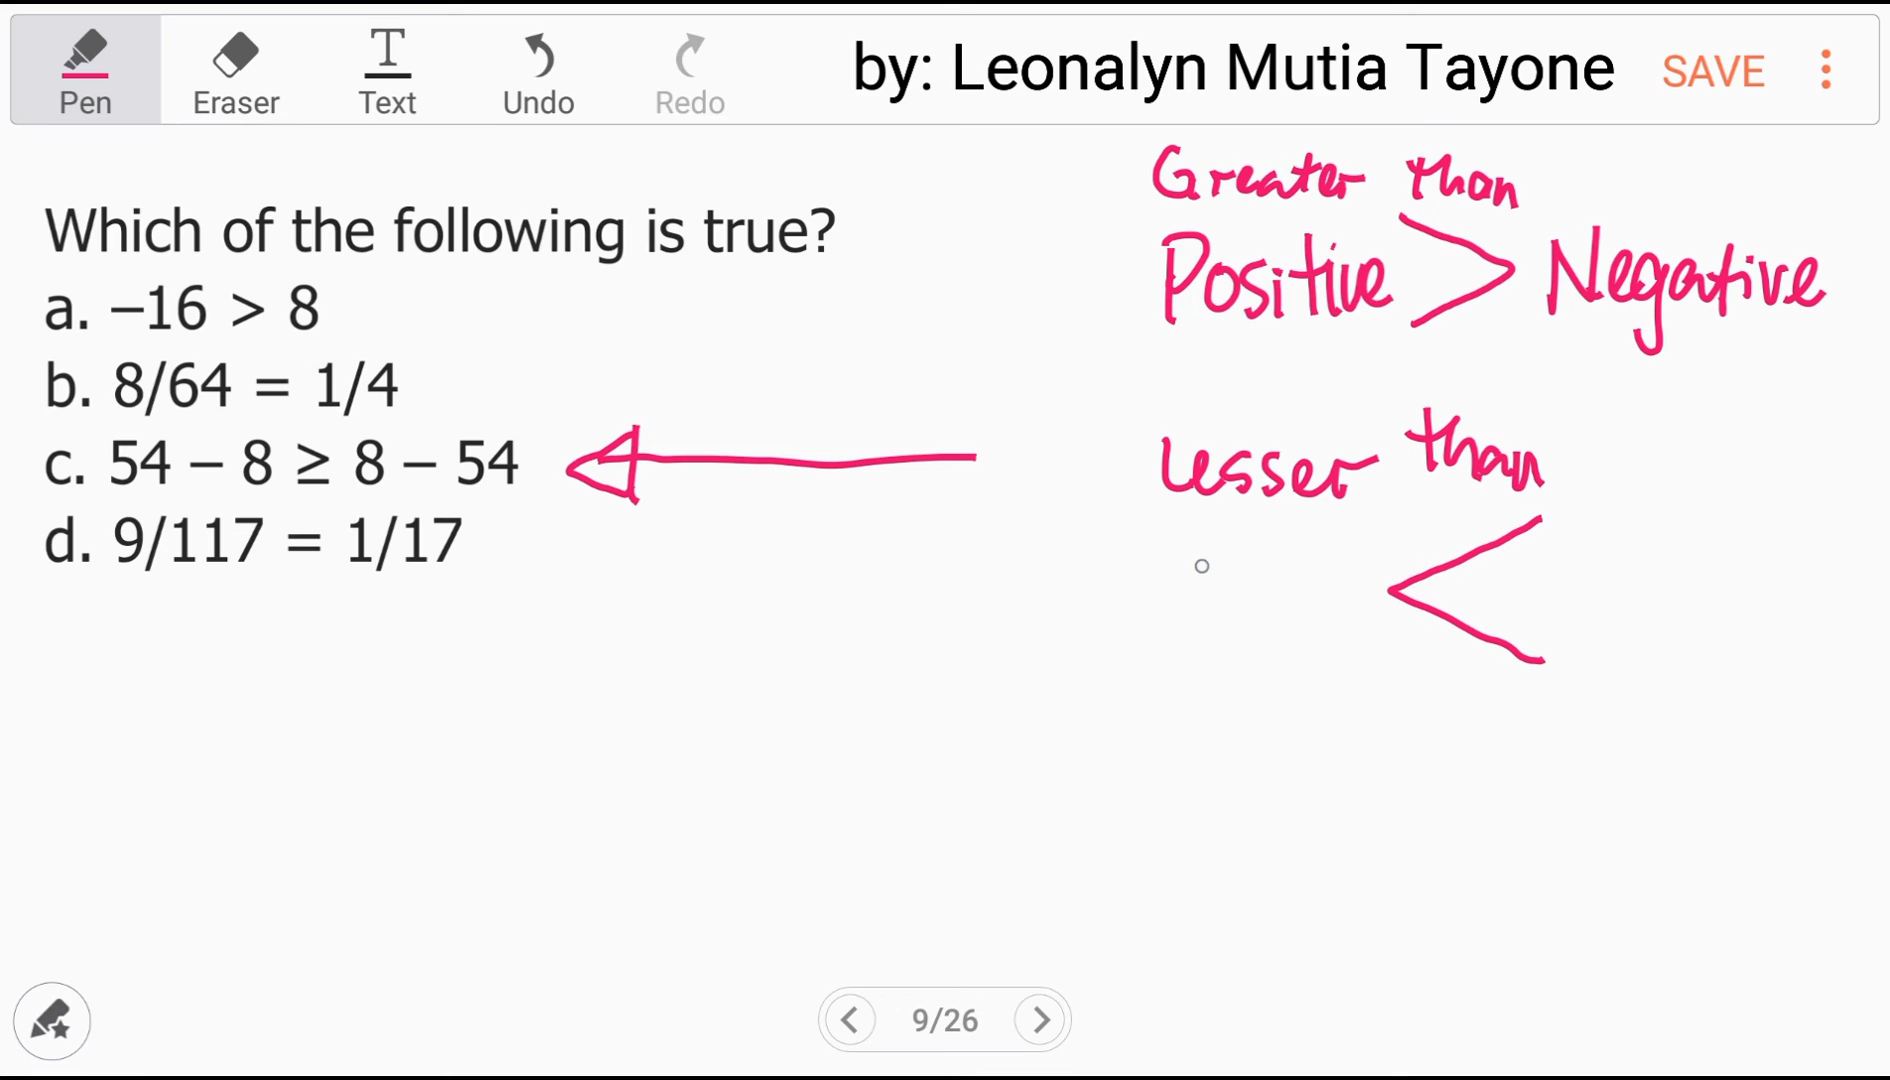 Pen Eraser Text Undo Redo by: Leonalyn Mutia Tayone SAVE
Which of the following is true?
a. –16 > 8
b. 8/64 = 1/4
c. 54 – 8 ≥ 8 – 54
d. 9/117 = 1/17
Greater than
Positive > Negative
Lesser than
<
9/26